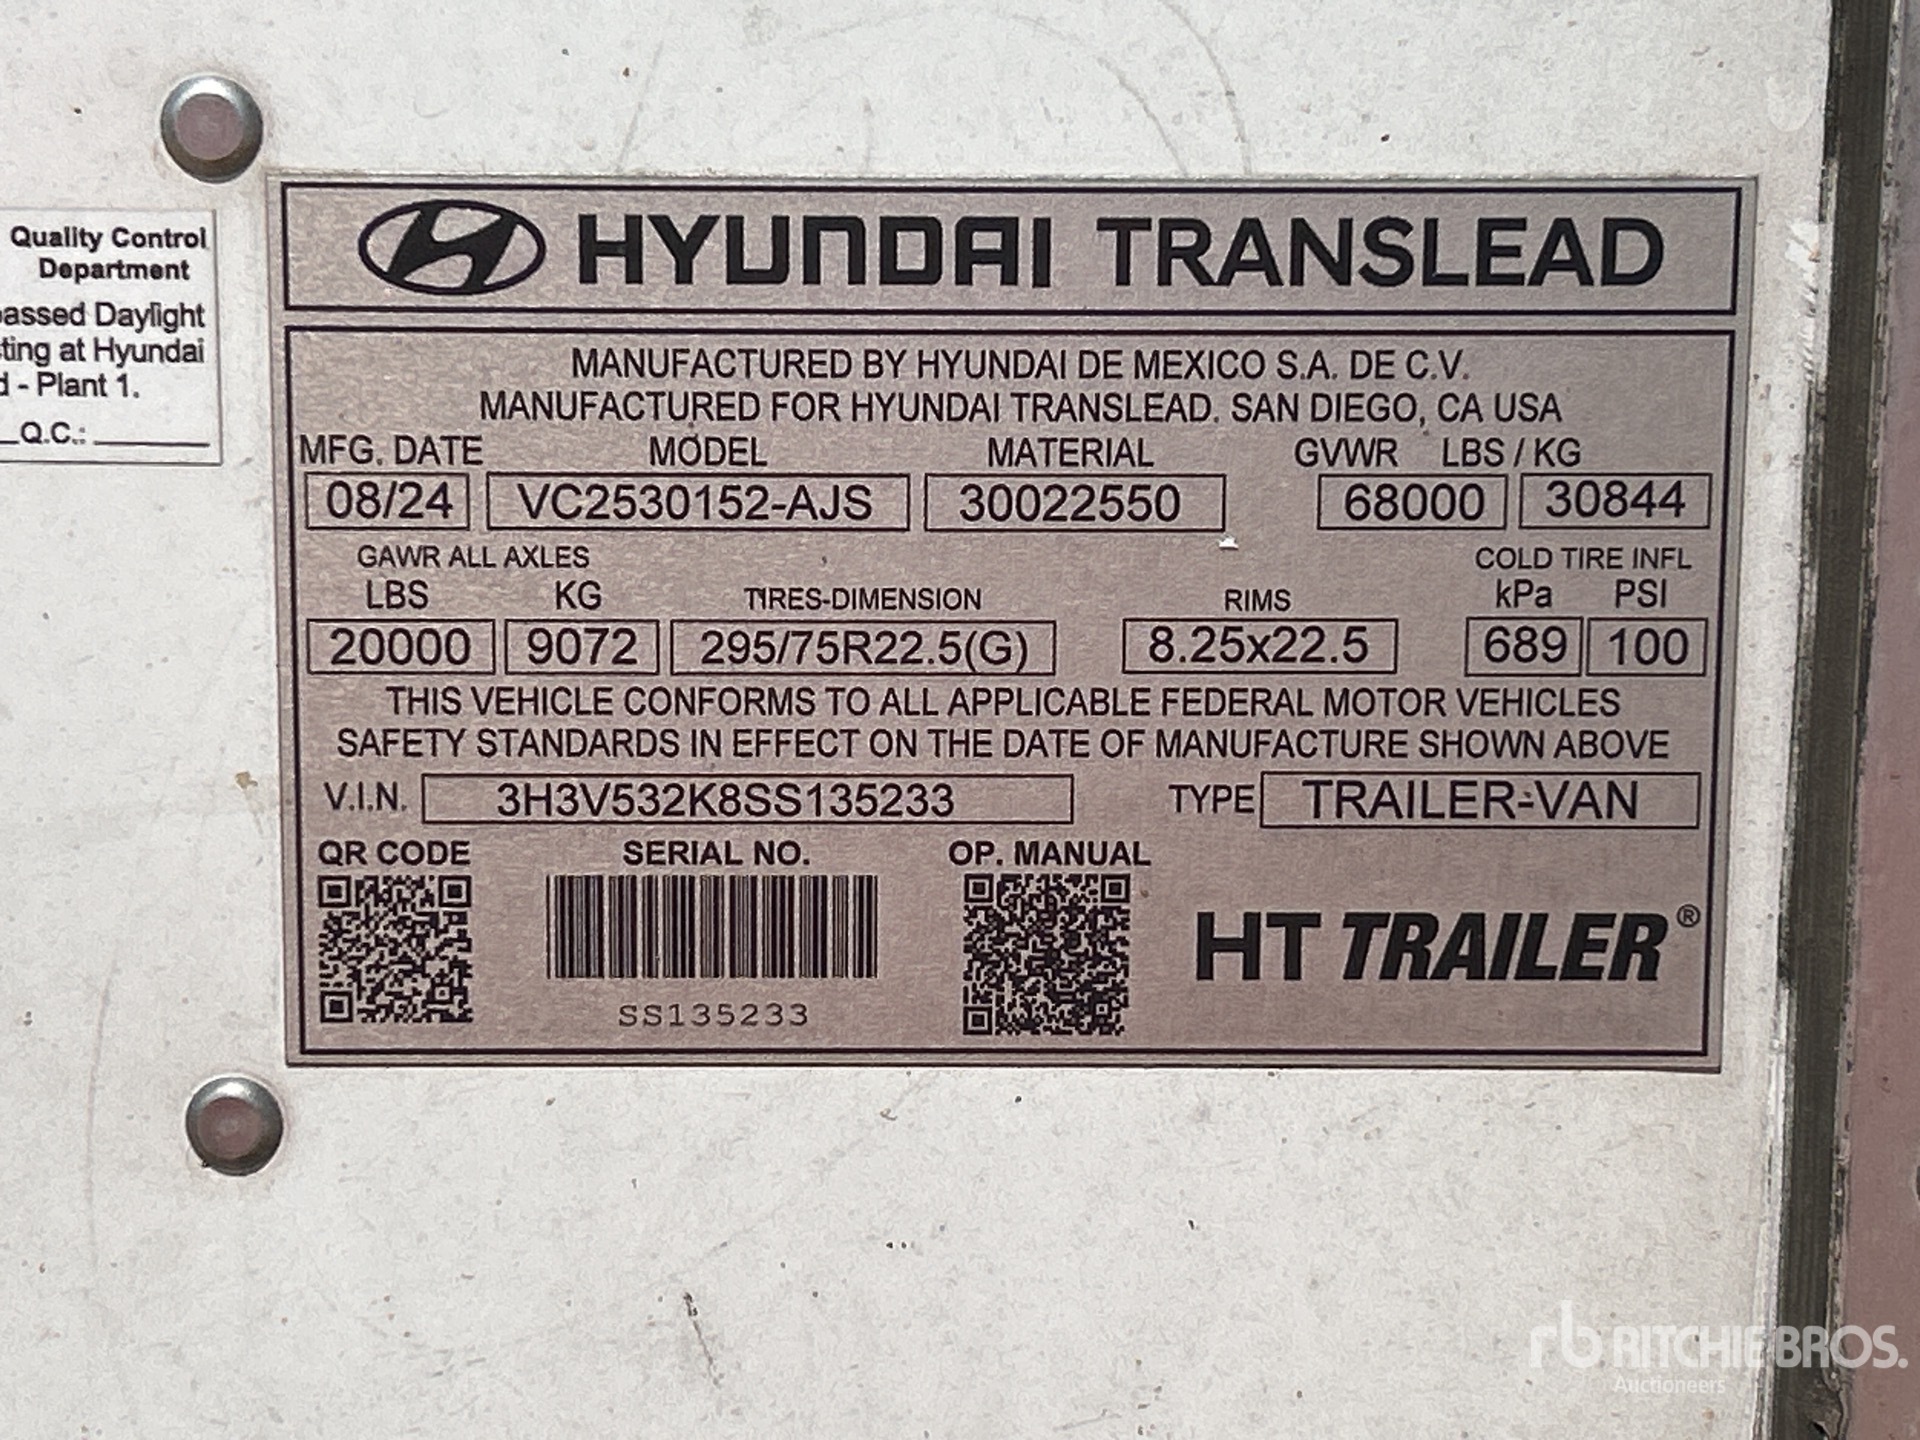 Quality Control
Department
assed Daylight
ting at Hyundai
d - Plant 1.
Q.C.:
HYUNDAI TRANSLEAD
MANUFACTURED BY HYUNDAI DE MEXICO S.A. DE C.V.
MANUFACTURED FOR HYUNDAI TRANSLEAD. SAN DIEGO, CA USA
MFG. DATE MODEL MATERIAL GVWR LBS / KG
08/24 VC2530152-AJS 30022550 68000 30844
GAWR ALL AXLES COLD TIRE INFL
LBS KG TIRES-DIMENSION RIMS kPa PSI
20000 9072 295/75R22.5(G) 8.25x22.5 689 100
THIS VEHICLE CONFORMS TO ALL APPLICABLE FEDERAL MOTOR VEHICLES
SAFETY STANDARDS IN EFFECT ON THE DATE OF MANUFACTURE SHOWN ABOVE
V.I.N. 3H3V532K8SS135233 TYPE TRAILER-VAN
QR CODE SERIAL NO. OP. MANUAL
HT TRAILER®
SS135233
rb RITCHIE BROS.
Auctioneers